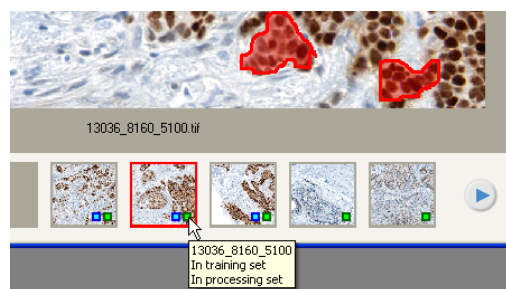 13036_8160_5100.tif
13036_8160_5100
In training set
In processing set